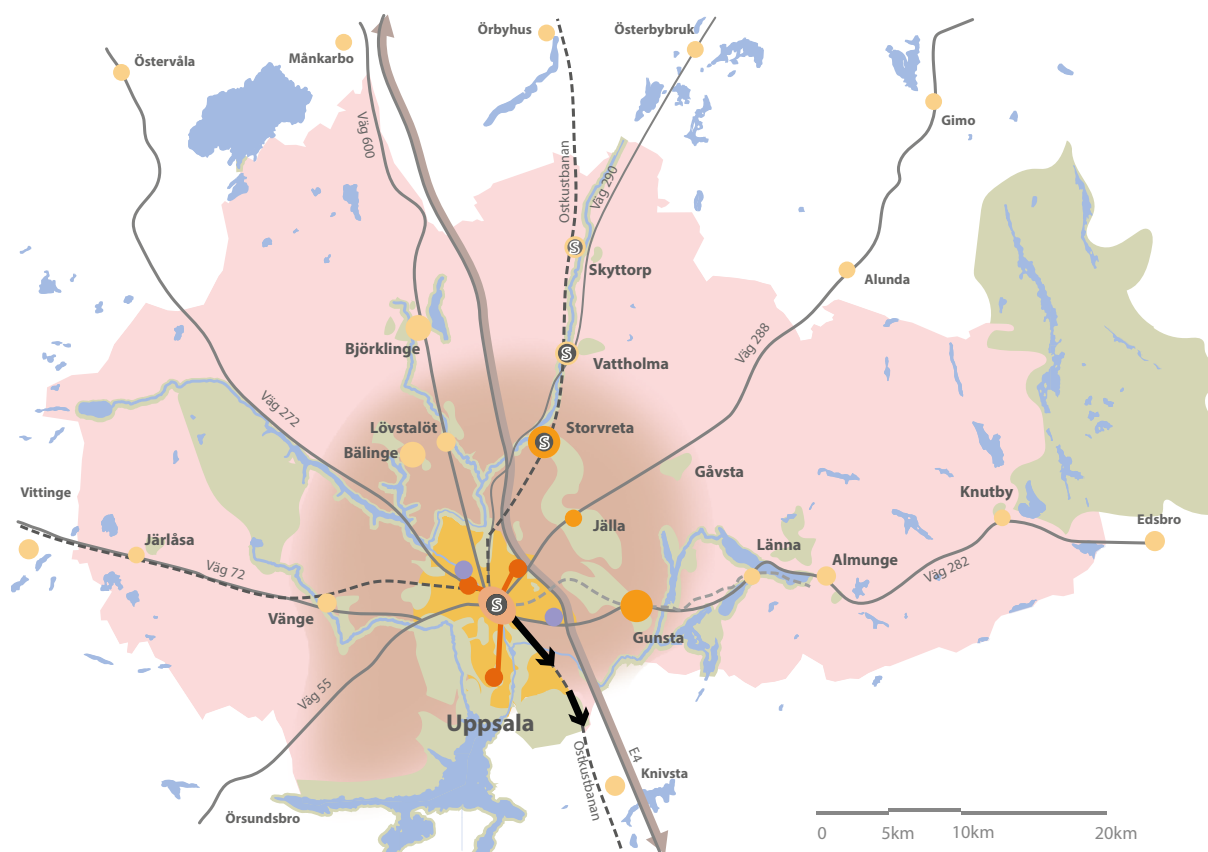 Örbyhus
Österbybruk
Östervåla
Månkarbo
Gimo
Väg 600
Ostkustbanan
Väg 290
S
Skyttorp
Alunda
Väg 288
Björklinge
S
Vattholma
Väg 272
Lövstalöt
Bälinge
S
Storvreta
Gåvsta
Vittinge
Knutby
Edsbro
Jälla
Järlåsa
Länna
Almunge
Väg 72
Väg 282
S
Vänge
Gunsta
Väg 55
Uppsala
E4
Ostkustbanan
Knivsta
Örsundsbro
0 5km 10km 20km